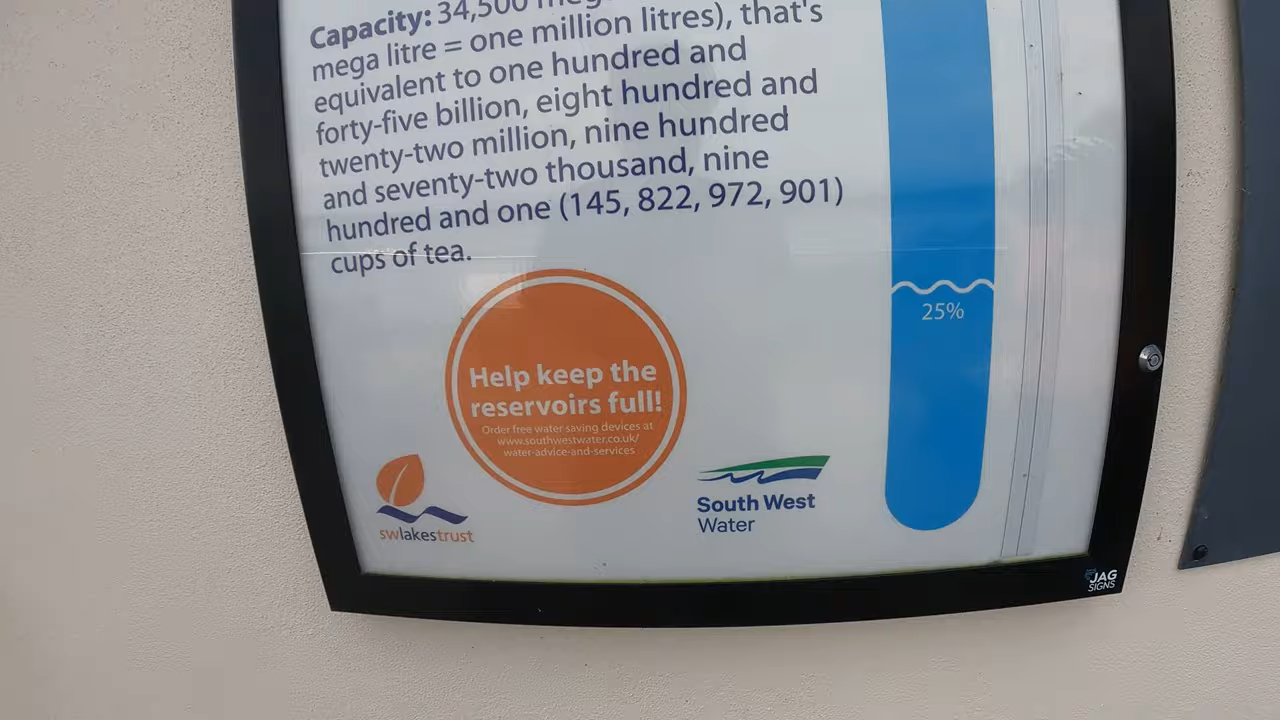 Capacity: 34,500
mega litre = one million litres), that's
equivalent to one hundred and
forty-five billion, eight hundred and
twenty-two million, nine hundred
and seventy-two thousand, nine
hundred and one (145, 822, 972, 901)
cups of tea.
25%
Help keep the
reservoirs full!
Order free water saving devices at
www.southwestwater.co.uk/
water-advice-and-services
swlakestrust
South West
Water
JAG
SIGNS